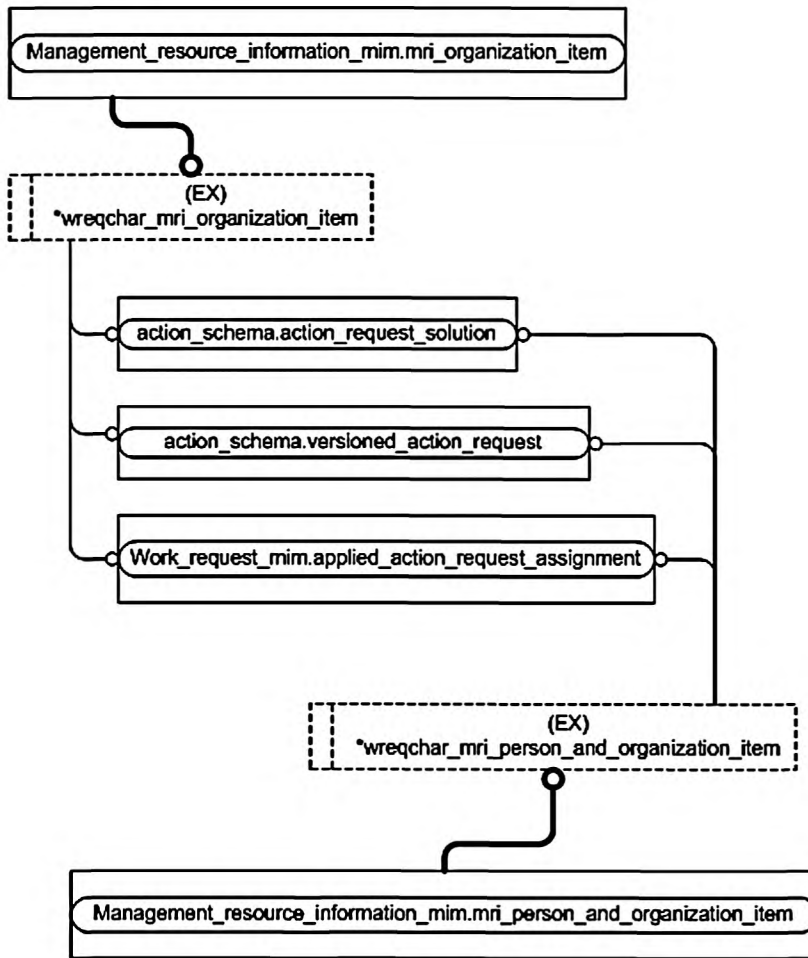 Management_resource_information_mim.mri_organization_item
(EX)
*wreqchar_mri_organization_item
action_schema.action_request_solution
action_schema.versioned_action_request
Work_request_mim.applied_action_request_assignment
(EX)
*wreqchar_mri_person_and_organization_item
Management_resource_information_mim.mri_person_and_organization_item